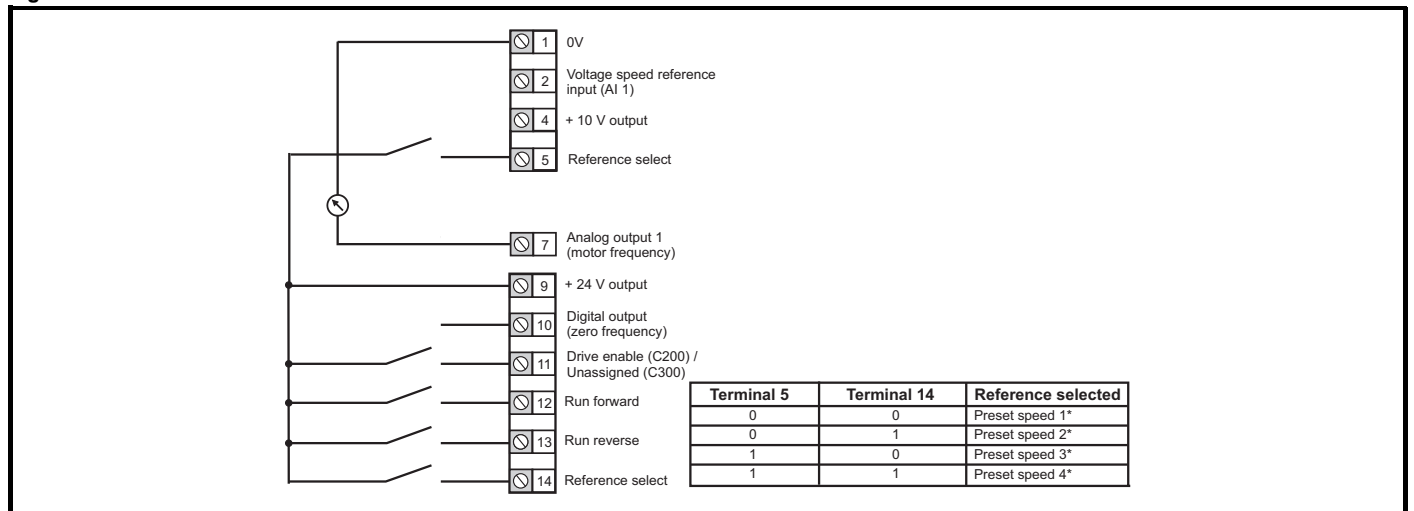 1 0V
2 Voltage speed reference
input (AI 1)
4 + 10 V output
5 Reference select
7 Analog output 1
(motor frequency)
9 + 24 V output
10 Digital output
(zero frequency)
11 Drive enable (C200) /
Unassigned (C300)
12 Run forward
13 Run reverse
14 Reference select
Terminal 5 Terminal 14 Reference selected
0 0 Preset speed 1*
0 1 Preset speed 2*
1 0 Preset speed 3*
1 1 Preset speed 4*